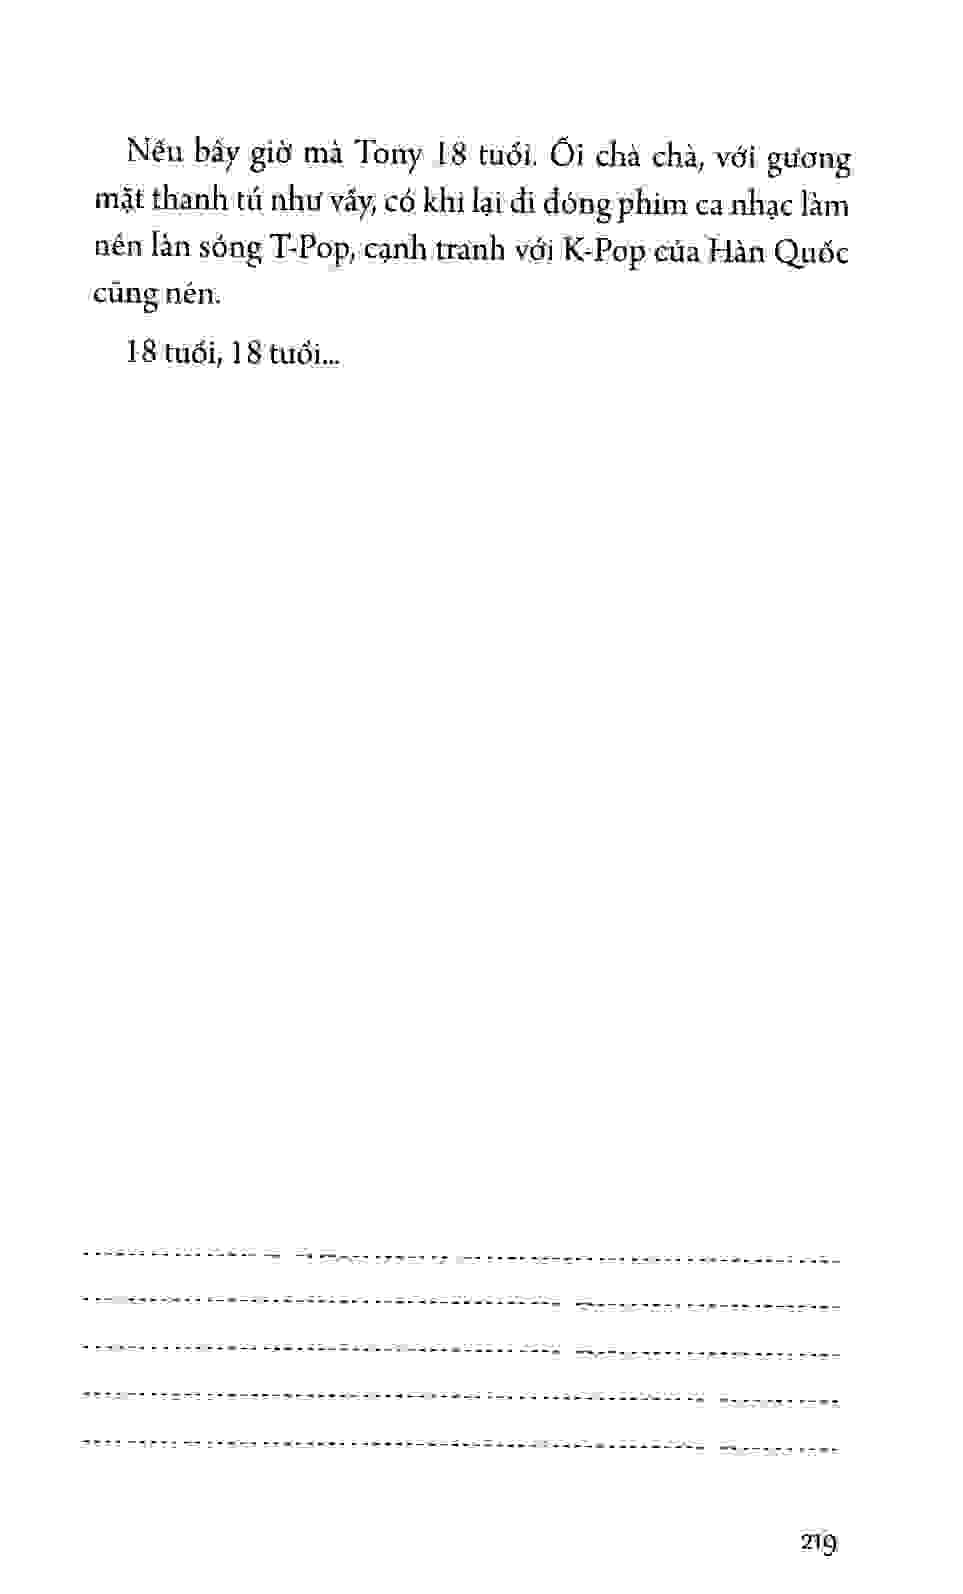 Nếu bây giờ mà Tony 18 tuổi. Ối chà chà, với gương
mặt thanh tú như vầy, có khi lại đi đóng phim ca nhạc làm
nên làn sóng T-Pop, cạnh tranh với K-Pop của Hàn Quốc
cũng nên.
18 tuổi, 18 tuổi...
219